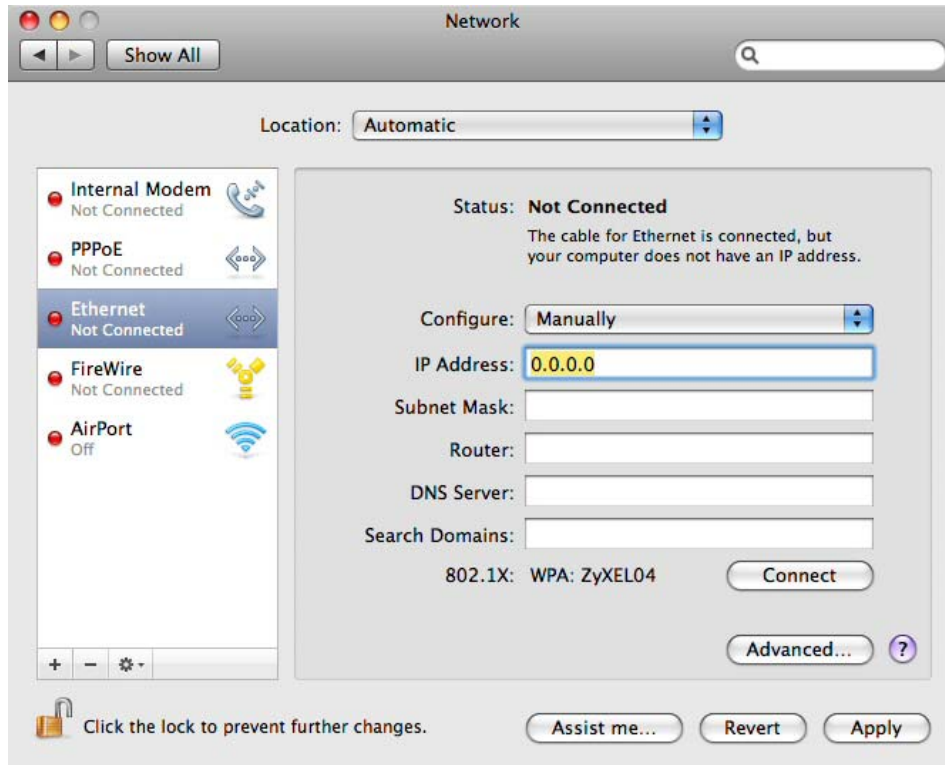 Network
Show All
Location: Automatic
Internal Modem
Not Connected
PPPoE
Not Connected
Ethernet
Not Connected
FireWire
Not Connected
AirPort
Off
Status: Not Connected
The cable for Ethernet is connected, but
your computer does not have an IP address.
Configure: Manually
IP Address: 0.0.0.0
Subnet Mask:
Router:
DNS Server:
Search Domains:
802.1X: WPA: ZyXEL04 Connect
Advanced... ?
Click the lock to prevent further changes.
Assist me... Revert Apply